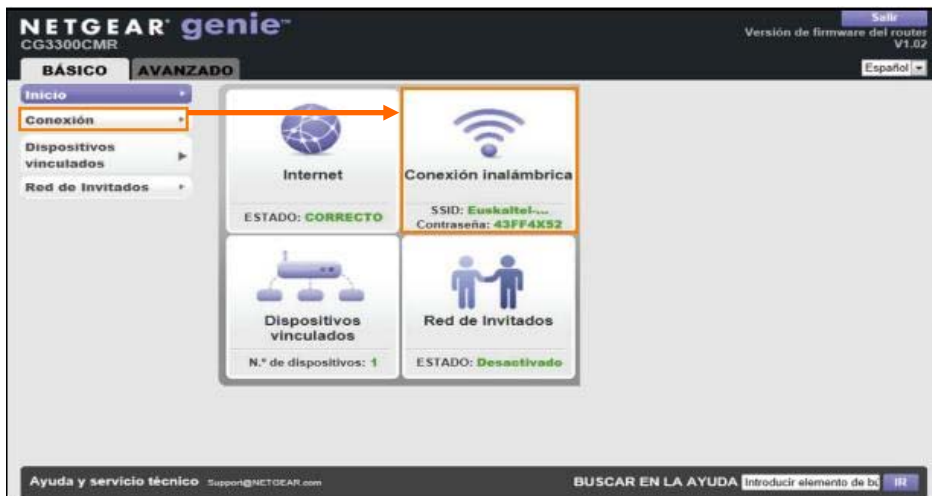 NETGEAR® genie™
CG3300CMR
Salir
Versión de firmware del router
V1.02
BÁSICO
AVANZADO
Español
Inicio
Conexión
Dispositivos
vinculados
Red de Invitados
Internet
ESTADO: CORRECTO
Conexión inalámbrica
SSID: Euskaltel-...
Contraseña: 43FF4X52
Dispositivos
vinculados
N.º de dispositivos: 1
Red de Invitados
ESTADO: Desactivado
Ayuda y servicio técnico Support@NETGEAR.com
BUSCAR EN LA AYUDA Introducir elemento de bú IR